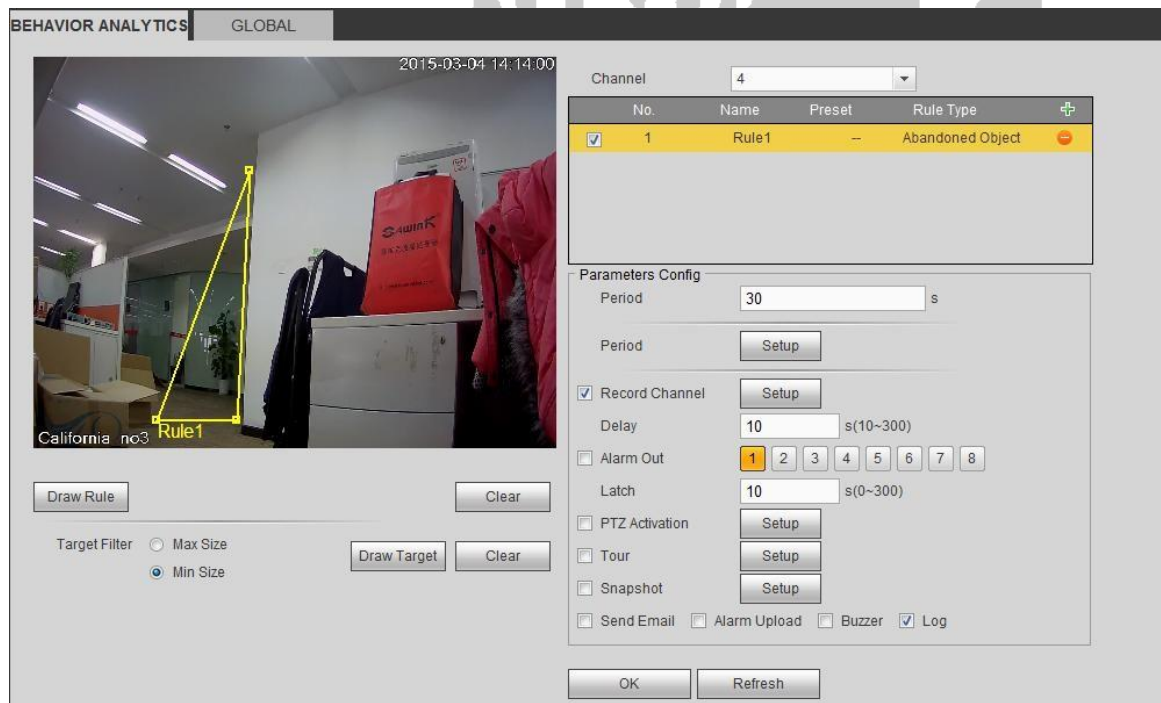 BEHAVIOR ANALYTICS GLOBAL
2015-03-04 14:14:00
SAWINK
California no3 Rule1
Draw Rule Clear
Target Filter Max Size
Draw Target Clear
Min Size
Channel 4
No. Name Preset Rule Type
1 Rule1 -- Abandoned Object
Parameters Config
Period 30 s
Period Setup
Record Channel Setup
Delay 10 s(10~300)
Alarm Out 1 2 3 4 5 6 7 8
Latch 10 s(0~300)
PTZ Activation Setup
Tour Setup
Snapshot Setup
Send Email Alarm Upload Buzzer Log
OK Refresh